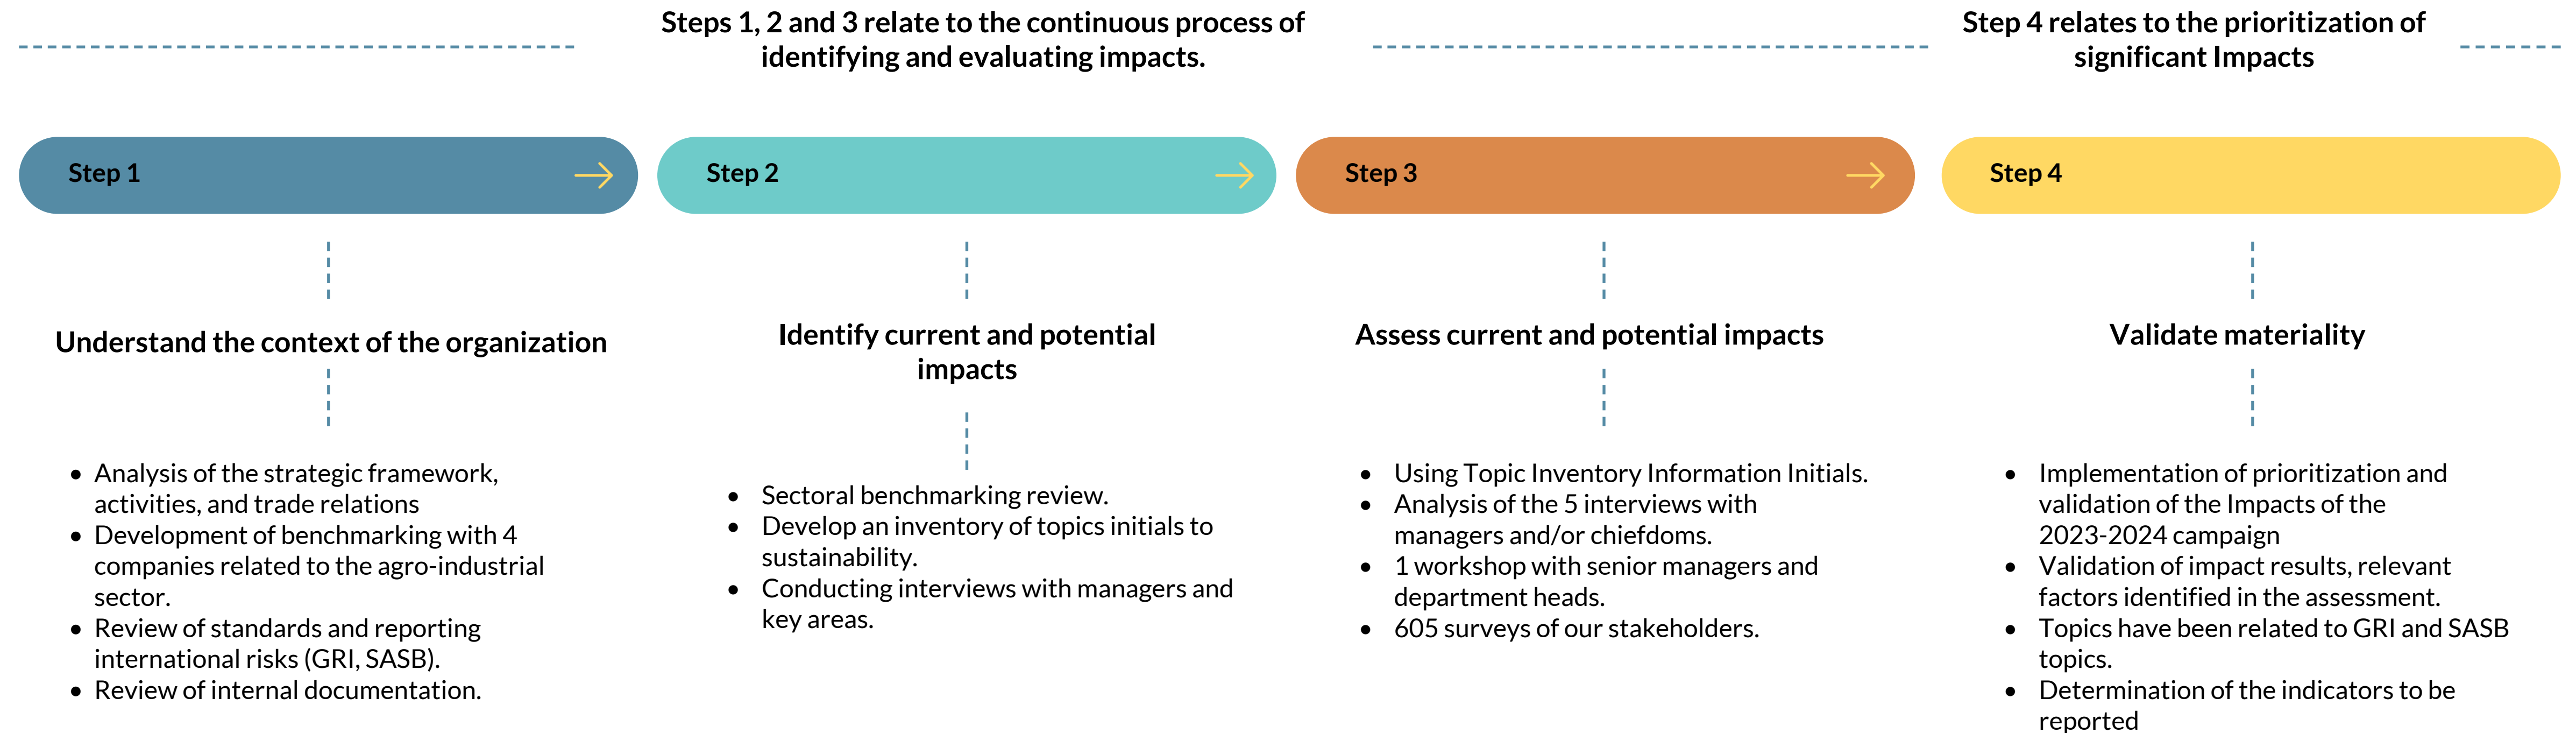 Steps 1, 2 and 3 relate to the continuous process of
identifying and evaluating impacts.
Step 4 relates to the prioritization of
significant Impacts
Step 1
Step 2
Step 3
Step 4
Understand the context of the organization
• Analysis of the strategic framework,
activities, and trade relations
• Development of benchmarking with 4
companies related to the agro-industrial
sector.
• Review of standards and reporting
international risks (GRI, SASB).
• Review of internal documentation.
Identify current and potential
impacts
• Sectoral benchmarking review.
• Develop an inventory of topics initials to
sustainability.
• Conducting interviews with managers and
key areas.
Assess current and potential impacts
• Using Topic Inventory Information Initials.
• Analysis of the 5 interviews with
managers and/or chiefdoms.
• 1 workshop with senior managers and
department heads.
• 605 surveys of our stakeholders.
Validate materiality
• Implementation of prioritization and
validation of the Impacts of the
2023-2024 campaign
• Validation of impact results, relevant
factors identified in the assessment.
• Topics have been related to GRI and SASB
topics.
• Determination of the indicators to be
reported